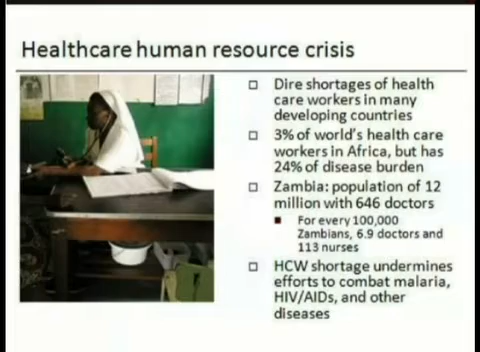 Healthcare human resource crisis
Dire shortages of health
care workers in many
developing countries
3% of world's health care
workers in Africa, but has
24% of disease burden
Zambia: population of 12
million with 646 doctors
For every 100,000
Zambians, 6.9 doctors and
113 nurses
HCW shortage undermines
efforts to combat malaria,
HIV/AIDs, and other
diseases